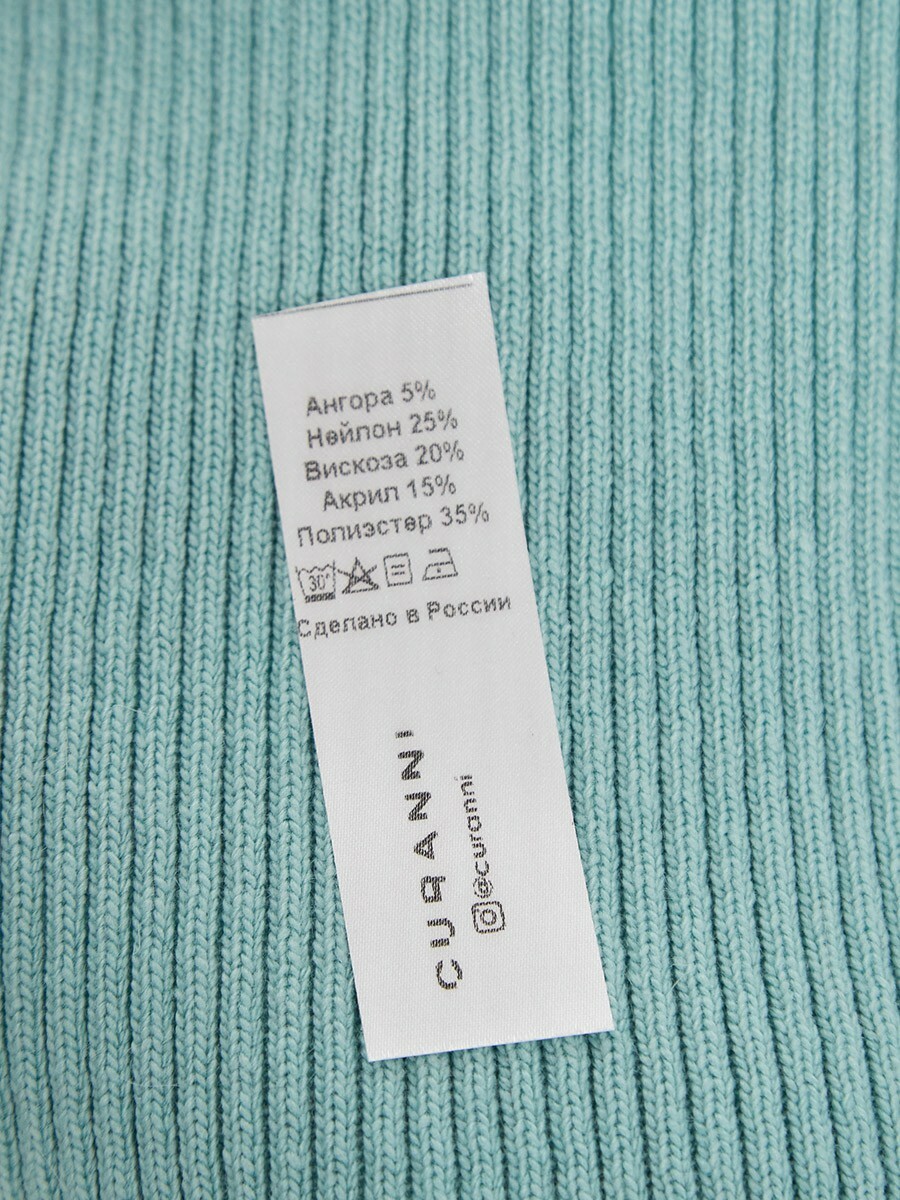 Ангора 5%
Нейлон 25%
Вискоза 20%
Акрил 15%
Полиэстер 35%
30°
Сделано в России
CURANNI
@curanni